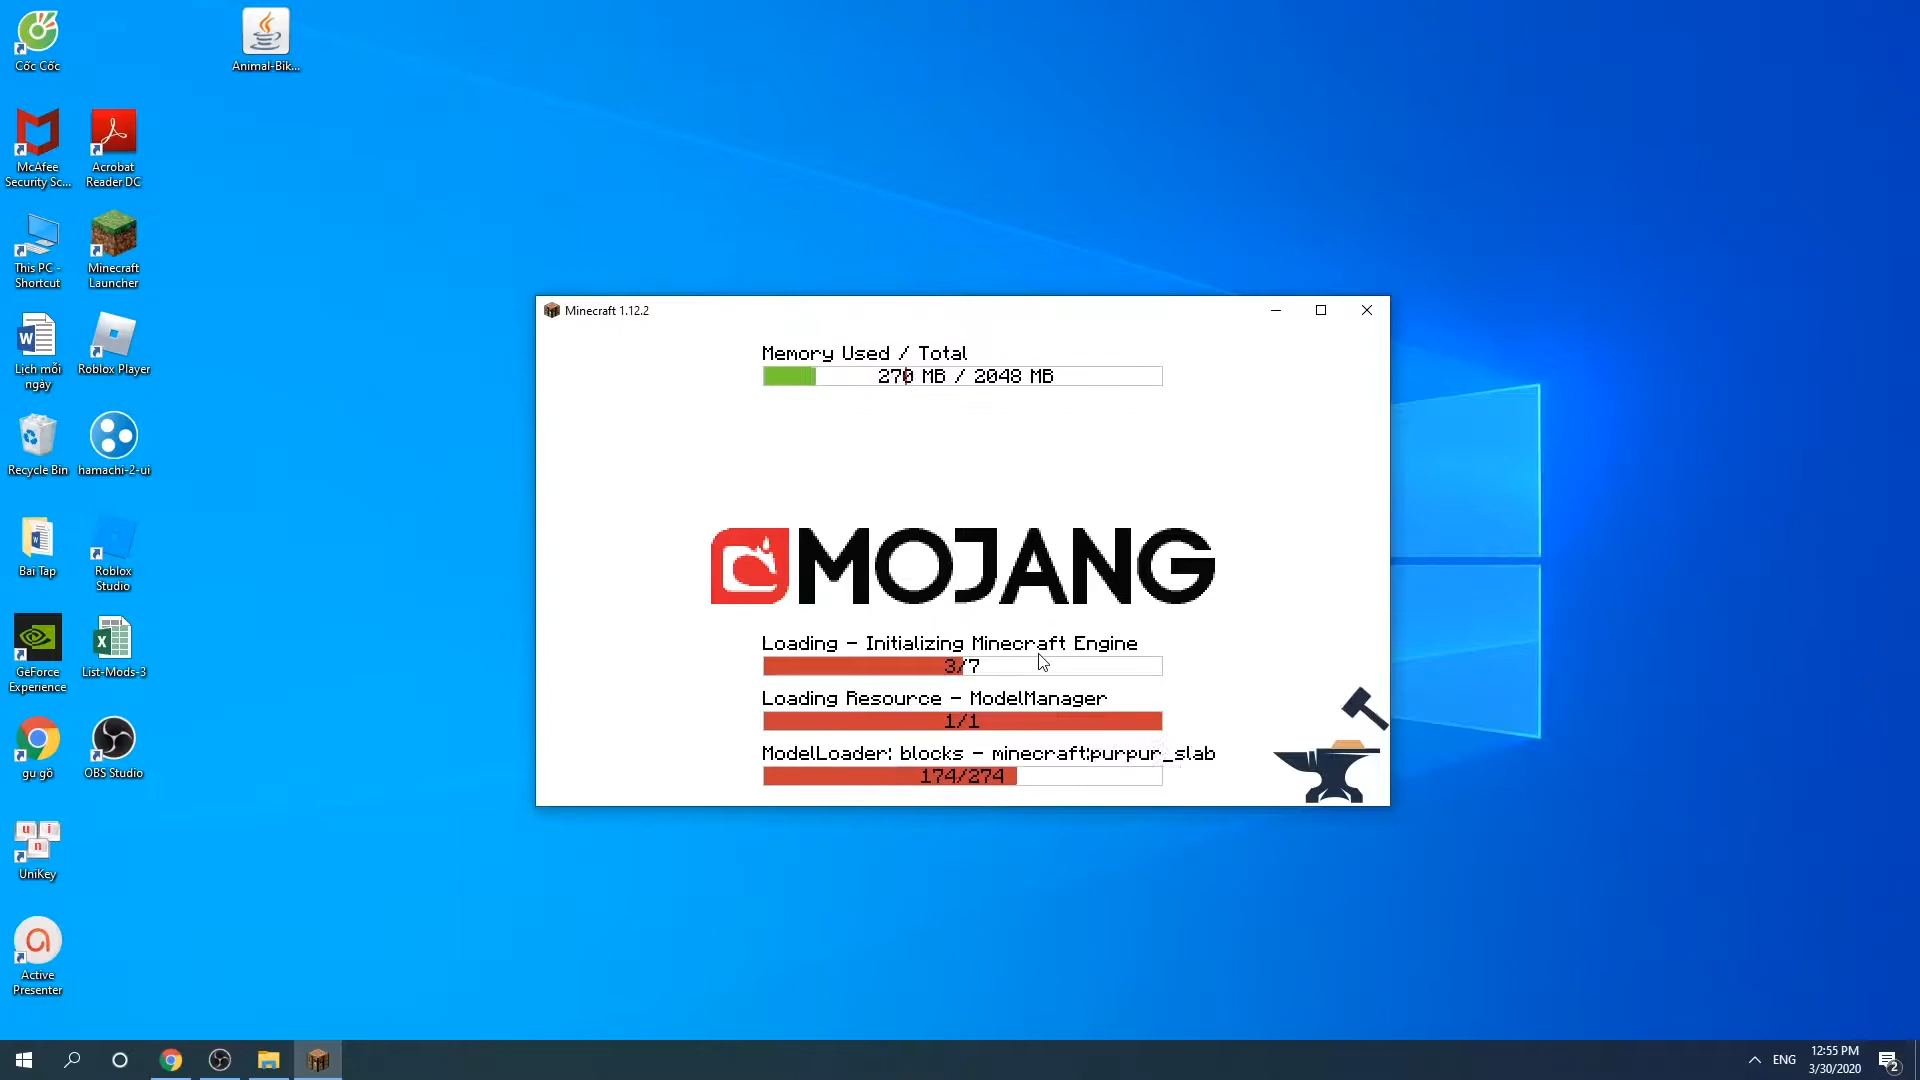 Cốc Cốc
Animal-Bik...
McAfee
Security Sc...
Acrobat
Reader DC
This PC -
Shortcut
Minecraft
Launcher
Lịch mỗi
ngày
Roblox Player
Recycle Bin
hamachi-2-ui
Bai Tap
Roblox
Studio
GeForce
Experience
List-Mods-3
gu gồ
OBS Studio
UniKey
Active
Presenter
Minecraft 1.12.2
Memory Used / Total
270 MB / 2048 MB
MOJANG
Loading - Initializing Minecraft Engine
3/7
Loading Resource - ModelManager
1/1
ModelLoader: blocks - minecraft:purpur_slab
174/274
ENG
12:55 PM
3/30/2020
2